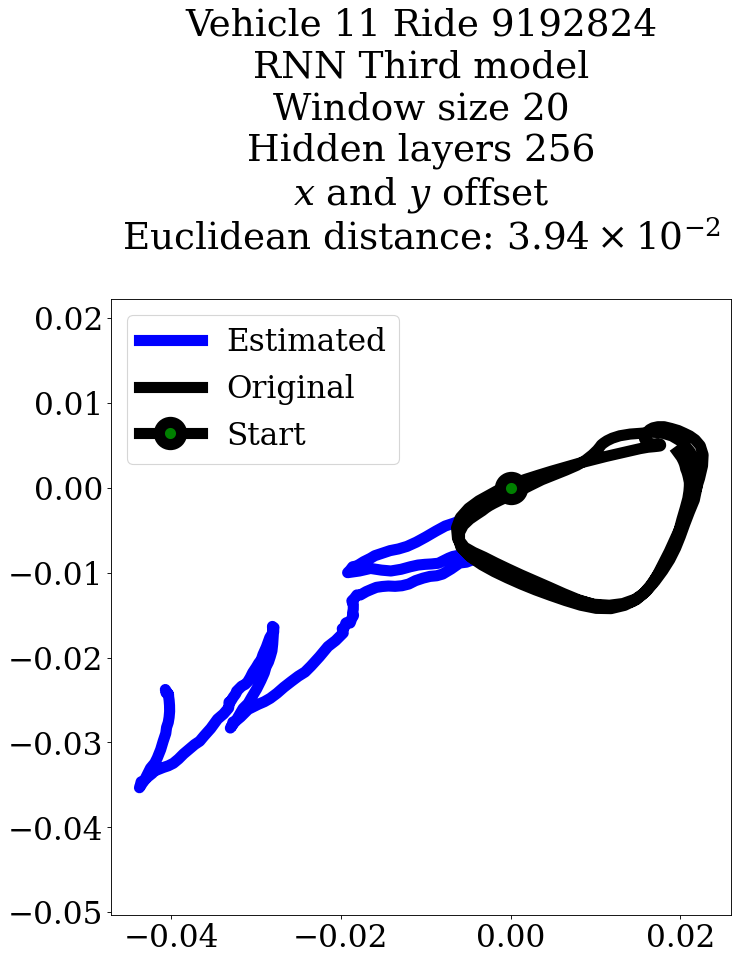 Vehicle 11 Ride 9192824
RNN Third model
Window size 20
Hidden layers 256
x and y offset
Euclidean distance: 3.94 × 10⁻²
Estimated
Original
Start
0.02
0.01
0.00
−0.01
−0.02
−0.03
−0.04
−0.05
−0.04 −0.02 0.00 0.02